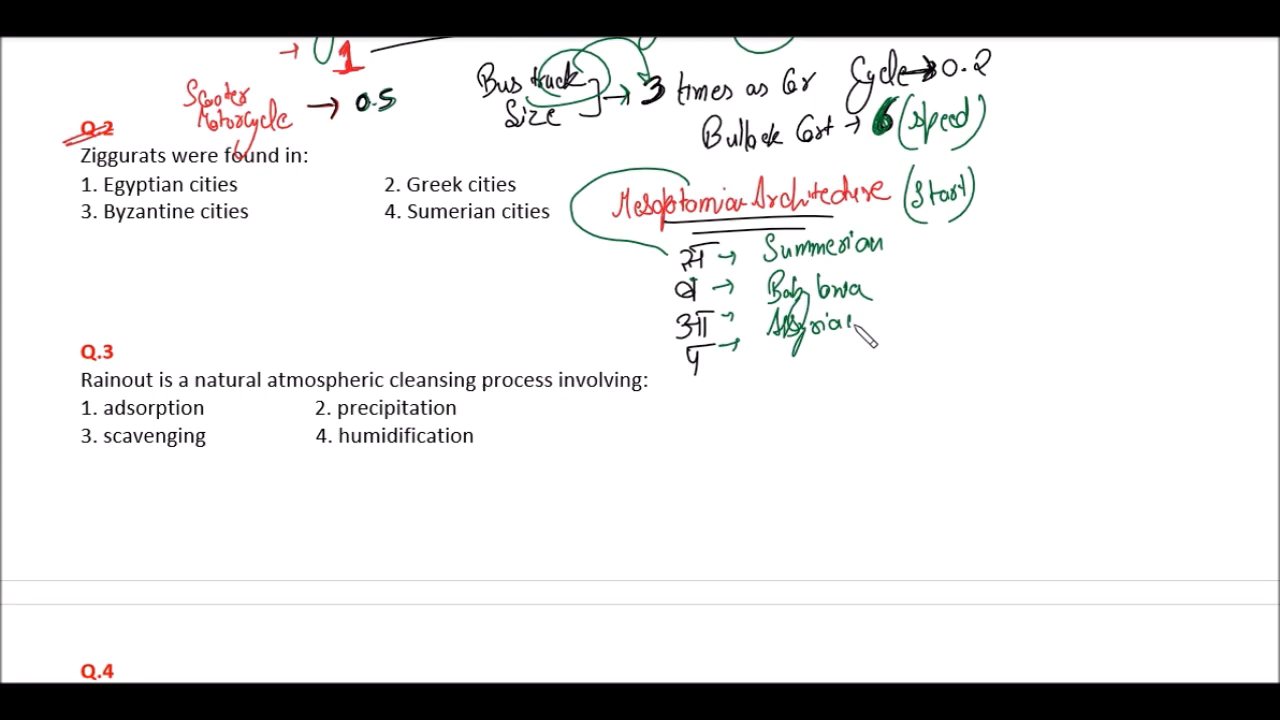 → 1
Bus truck
Size
→ 3 times as Car
Cycle → 0.2
Scooter
Motorcycle → 0.5
Bullock Cart → 6 (speed)
Q.2
Ziggurats were found in:
1. Egyptian cities 2. Greek cities
3. Byzantine cities 4. Sumerian cities
Mesoptomian Architecture (Start)
स → Summerian
बे →
अ → Assyrian
प →
Q.3
Rainout is a natural atmospheric cleansing process involving:
1. adsorption 2. precipitation
3. scavenging 4. humidification
Q.4